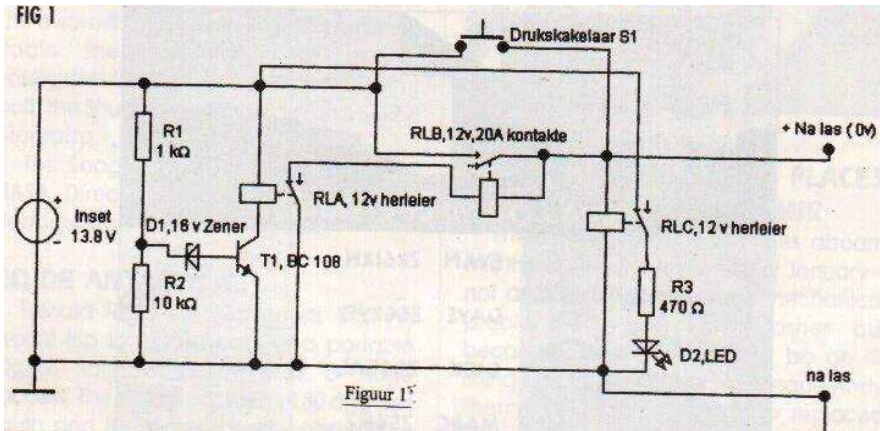 FIG 1
Drukskakelaar S1
R1
1 kΩ
RLB,12v,20A kontakte
+ Na las ( 0v)
Inset
13.8 V
+
−
D1,16 v Zener
RLA, 12v herleier
RLC,12 v herleier
T1, BC 108
R2
10 kΩ
R3
470 Ω
D2,LED
na las
Figuur 1